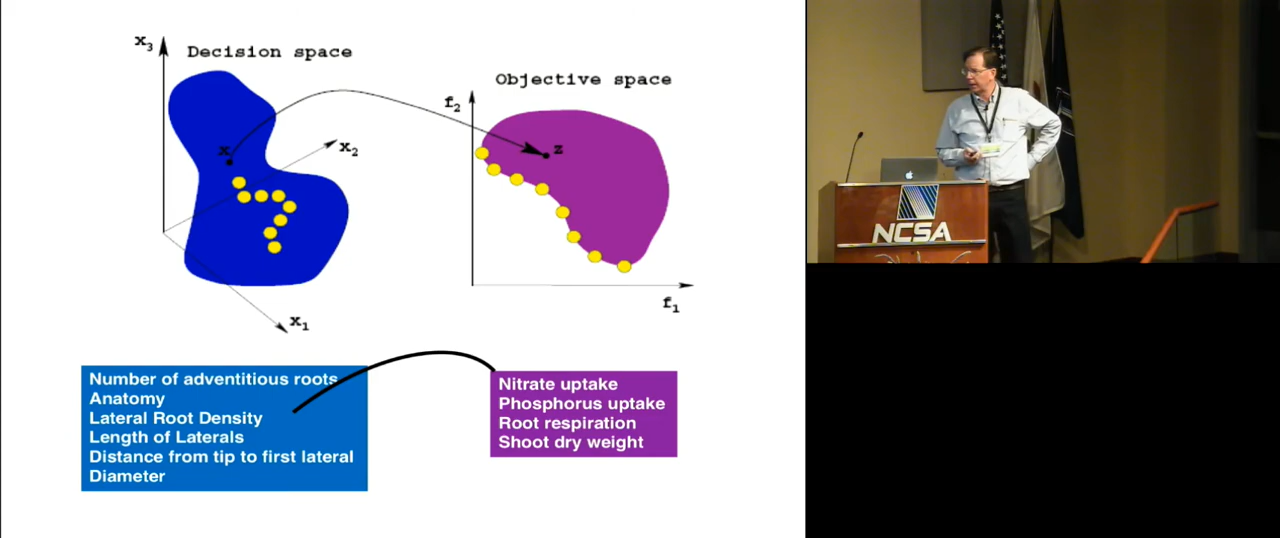 x3
Decision space
Objective space
f2
x
z
x2
x1
f1
Number of adventitious roots
Anatomy
Lateral Root Density
Length of Laterals
Distance from tip to first lateral
Diameter
Nitrate uptake
Phosphorus uptake
Root respiration
Shoot dry weight
NCSA